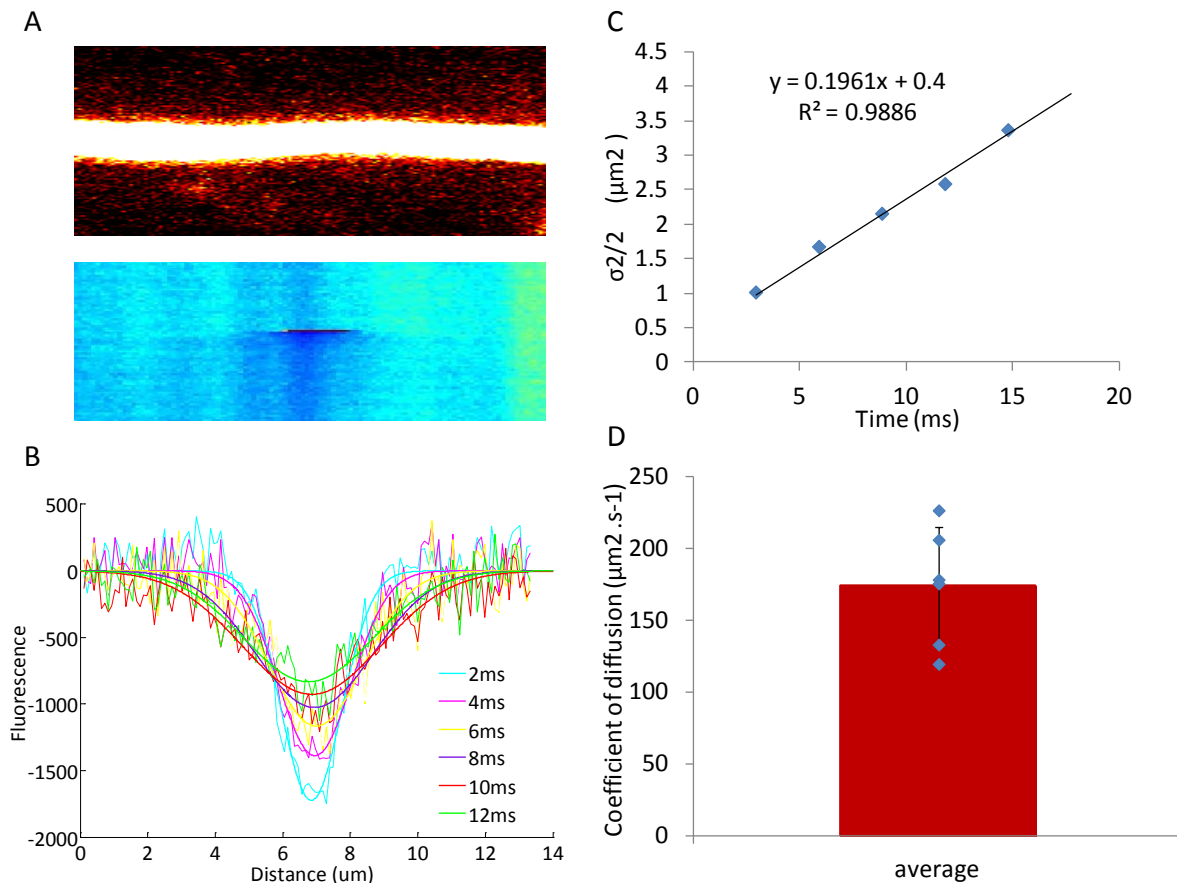 A
B
500
0
-500
-1000
-1500
-2000
Fluorescence
2ms
4ms
6ms
8ms
10ms
12ms
0 2 4 6 8 10 12 14
Distance (um)
C
4.5
4
3.5
3
2.5
2
1.5
1
0.5
0
σ2/2 (μm2)
y = 0.1961x + 0.4
R² = 0.9886
0 5 10 15 20
Time (ms)
D
250
200
150
100
50
0
Coefficient of diffusion (μm2 .s-1)
average